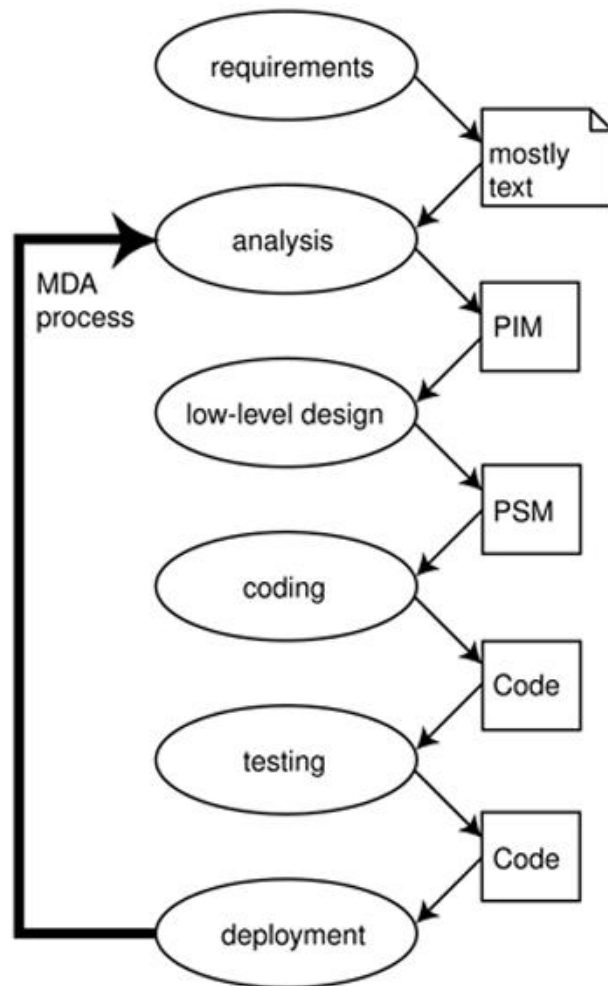 requirements
mostly
text
analysis
MDA
process
PIM
low-level design
PSM
coding
Code
testing
Code
deployment